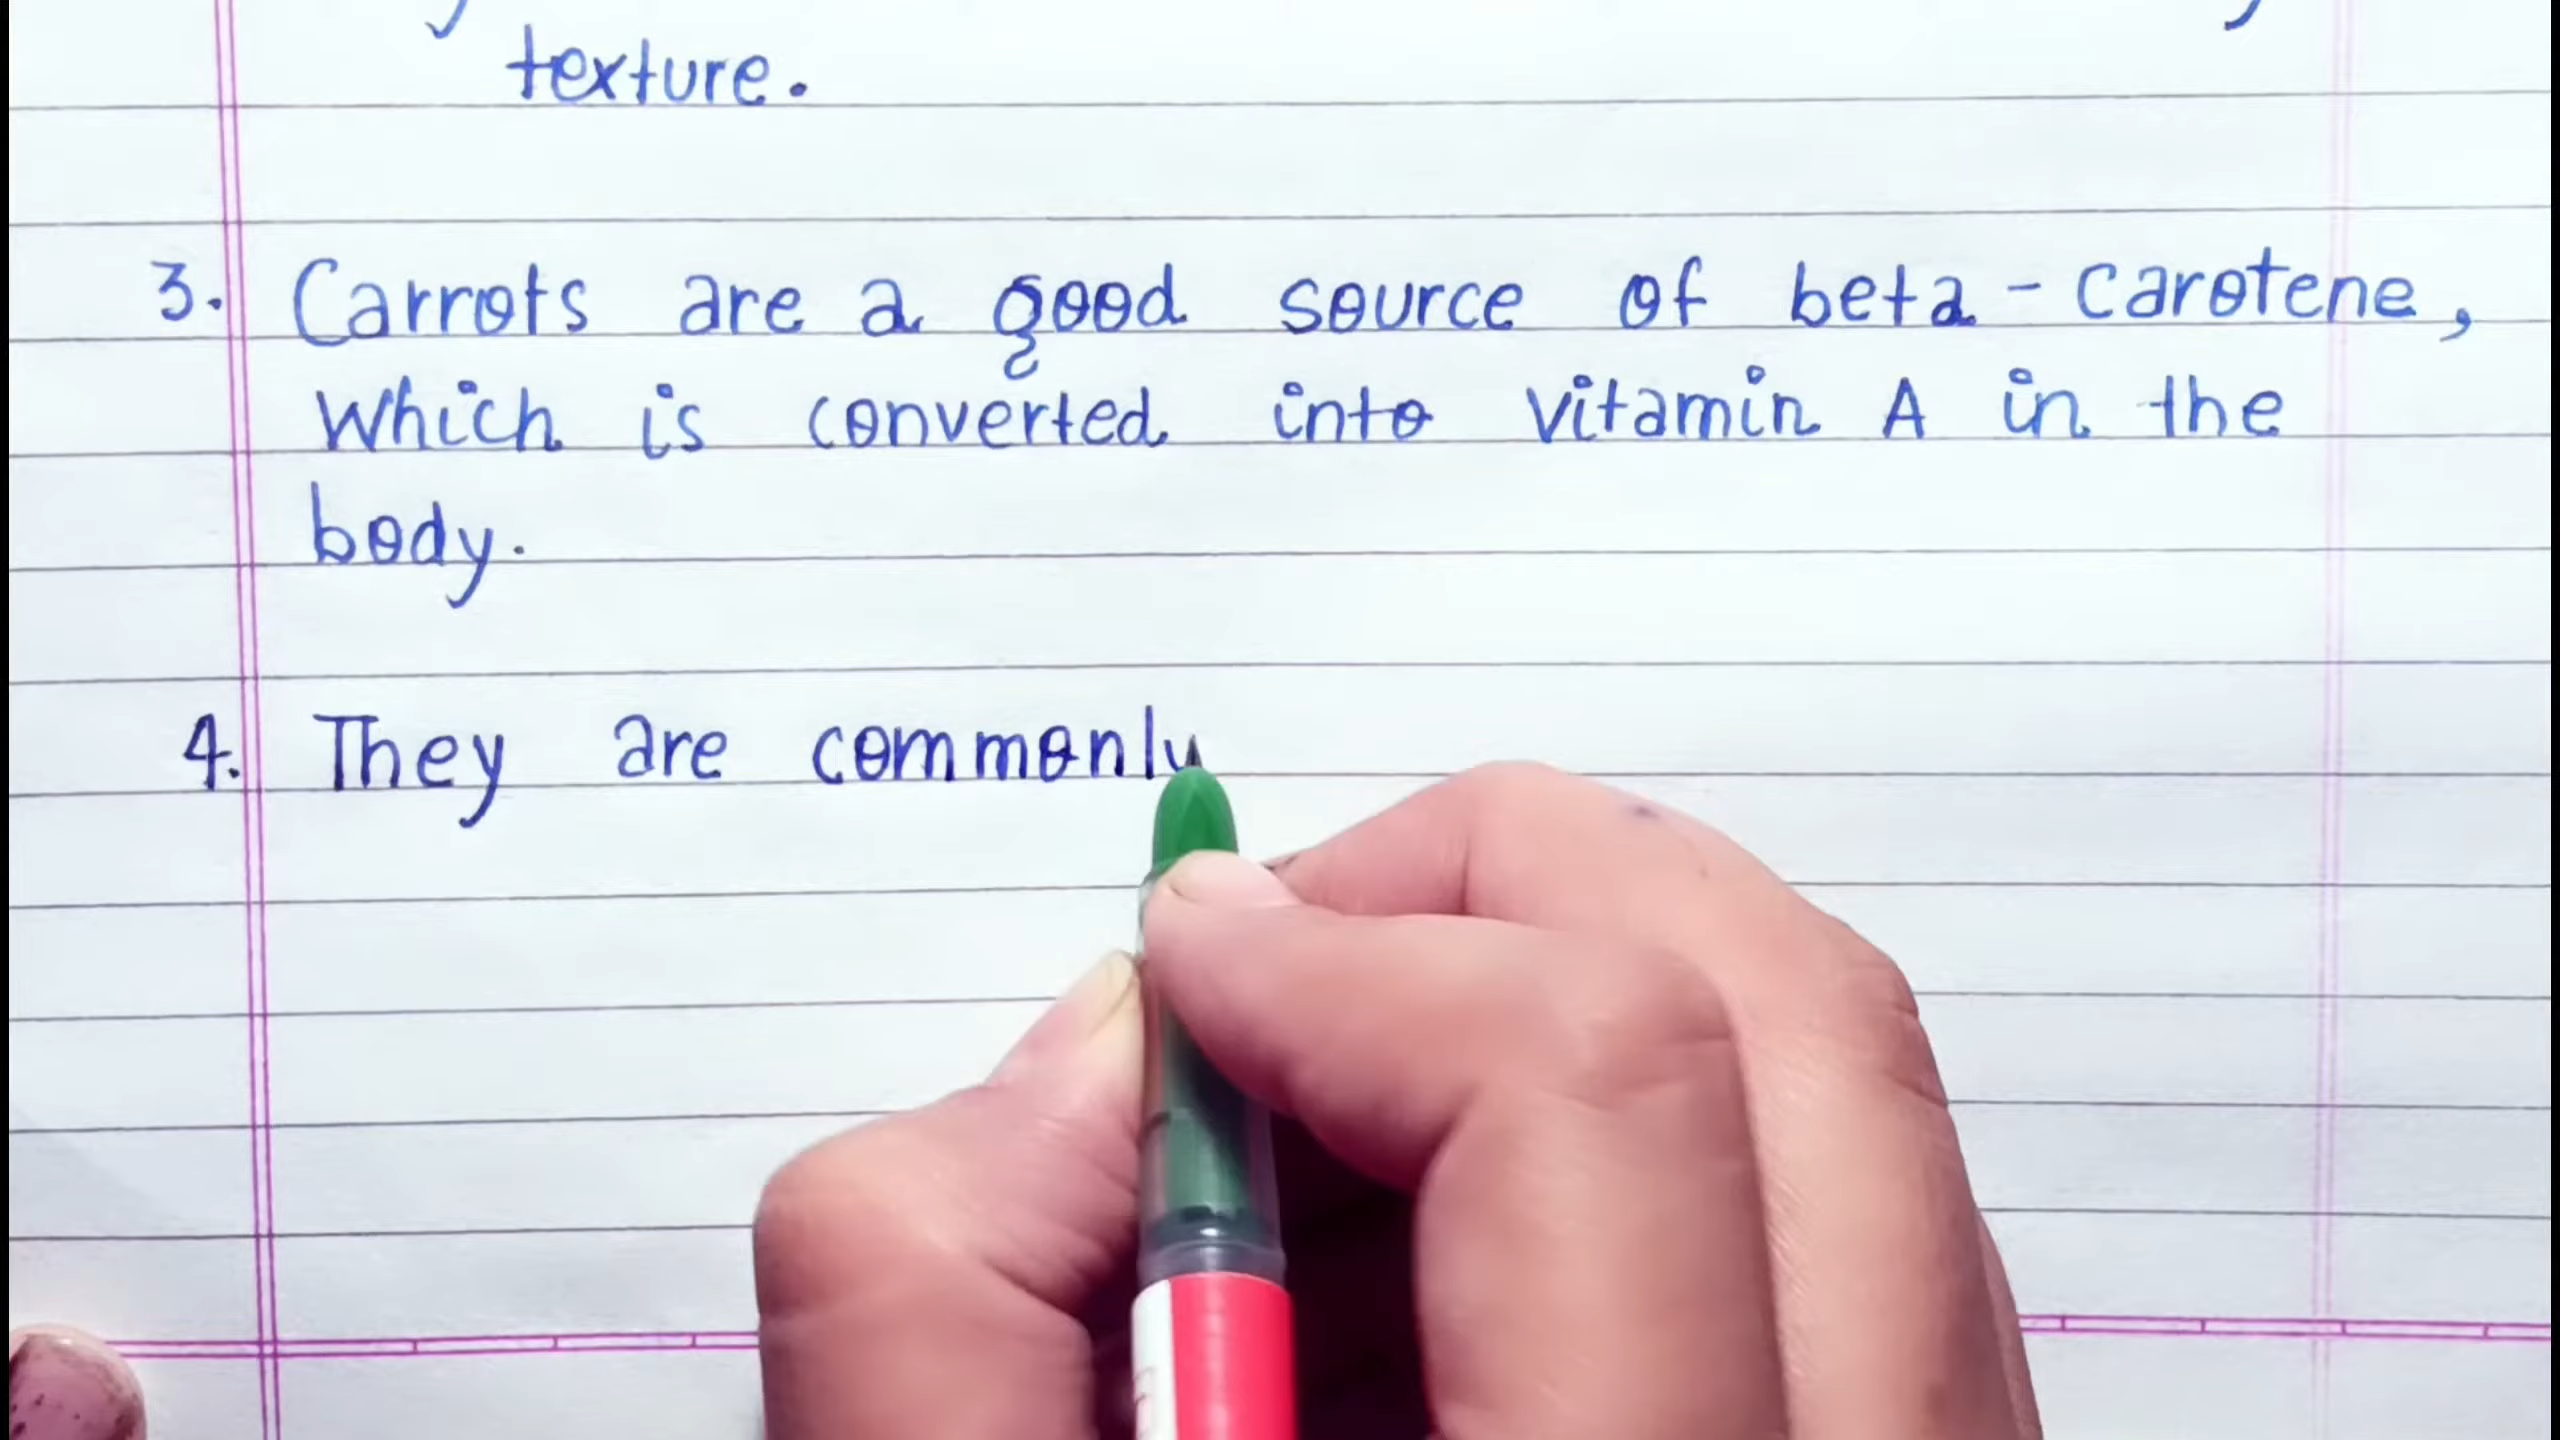 texture.
3. Carrots are a good source of beta-carotene,
which is converted into vitamin A in the
body.
4. They are commonly